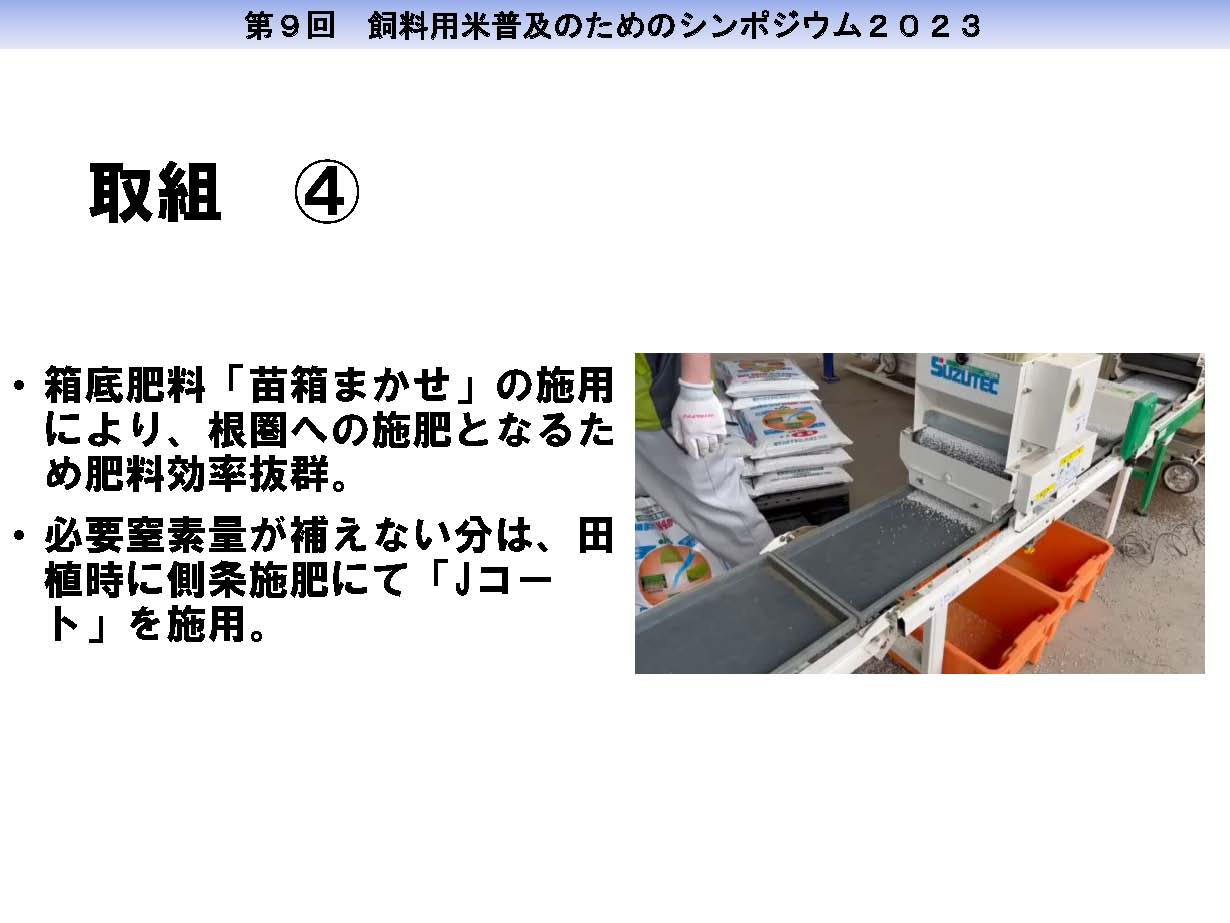 第９回　飼料用米普及のためのシンポジウム２０２３
取組　④
・箱底肥料「苗箱まかせ」の施用
により、根圏への施肥となるた
め肥料効率抜群。
・必要窒素量が補えない分は、田
植時に側条施肥にて「Jコー
ト」を施用。
SUZUTEC